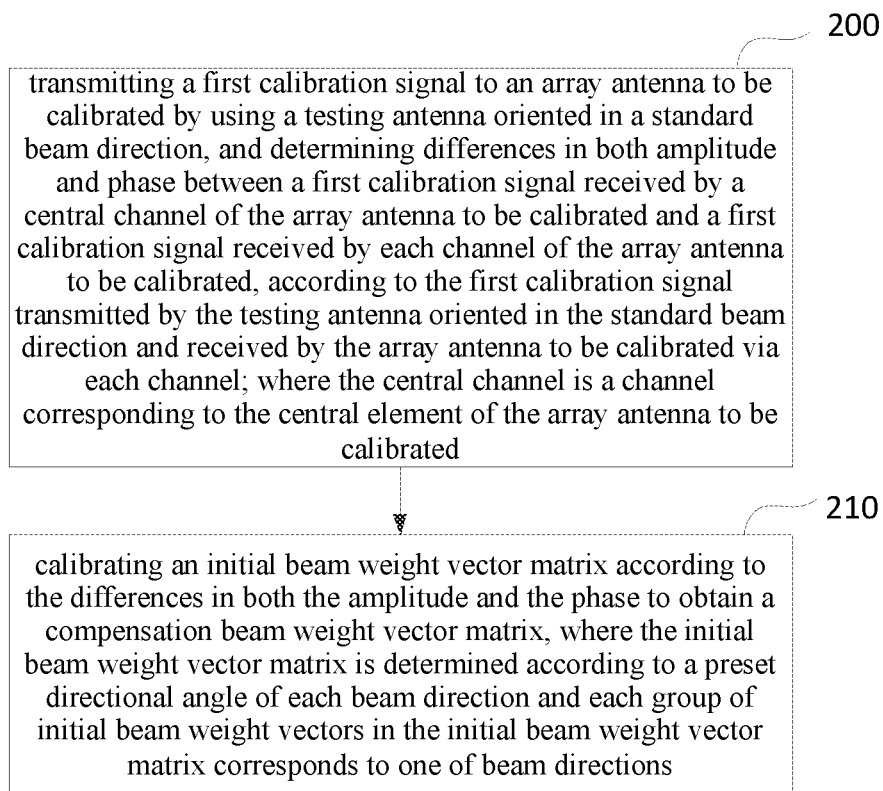 200
transmitting a first calibration signal to an array antenna to be
calibrated by using a testing antenna oriented in a standard
beam direction, and determining differences in both amplitude
and phase between a first calibration signal received by a
central channel of the array antenna to be calibrated and a first
calibration signal received by each channel of the array antenna
to be calibrated, according to the first calibration signal
transmitted by the testing antenna oriented in the standard beam
direction and received by the array antenna to be calibrated via
each channel; where the central channel is a channel
corresponding to the central element of the array antenna to be
calibrated
210
calibrating an initial beam weight vector matrix according to
the differences in both the amplitude and the phase to obtain a
compensation beam weight vector matrix, where the initial
beam weight vector matrix is determined according to a preset
directional angle of each beam direction and each group of
initial beam weight vectors in the initial beam weight vector
matrix corresponds to one of beam directions